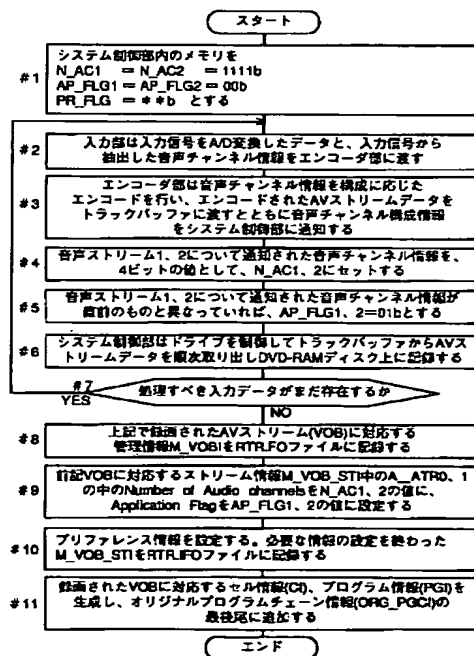 スタート
#1
システム制御部内のメモリを
N_AC1 = N_AC2 = 1111b
AP_FLG1 = AP_FLG2 = 00b
PR_FLG = **b とする
#2
入力部は入力信号をA/D変換したデータと、入力信号から
抽出した音声チャンネル情報をエンコーダ部に渡す
#3
エンコーダ部は音声チャンネル情報を構成に応じた
エンコードを行い、エンコードされたAVストリームデータを
トラックバッファに渡すとともに音声チャンネル構成情報
をシステム制御部に通知する
#4
音声ストリーム1、2について通知された音声チャンネル情報を、
4ビットの値として、N_AC1、2にセットする
#5
音声ストリーム1、2について通知された音声チャンネル情報が
直前のものと異なっていれば、AP_FLG1、2=01bとする
#6
システム制御部はドライブを制御してトラックバッファからAVス
トリームデータを順次取り出しDVD-RAMディスク上に記録する
#7
YES
処理すべき入力データがまだ存在するか
NO
#8
上記で録画されたAVストリーム(VOB)に対応する
管理情報M_VOBIをRTR.IFOファイルに記録する
#9
前記VOBに対応するストリーム情報M_VOB_STI中のA_ATR0、1
の中のNumber of Audio channelsをN_AC1、2の値に、
Application FlagをAP_FLG1、2の値に設定する
#10
プリファレンス情報を設定する。必要な情報の設定を終わった
M_VOB_STIをRTR.IFOファイルに記録する
#11
録画されたVOBに対応するセル情報(CI)、プログラム情報(PGI)を
生成し、オリジナルプログラムチェーン情報(ORG_PGCI)の
最後尾に追加する
エンド